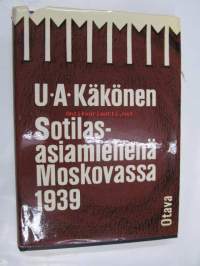 U·A·Käkönen
Sotilas-
asiamiehenä
Moskovassa
1939
Otava